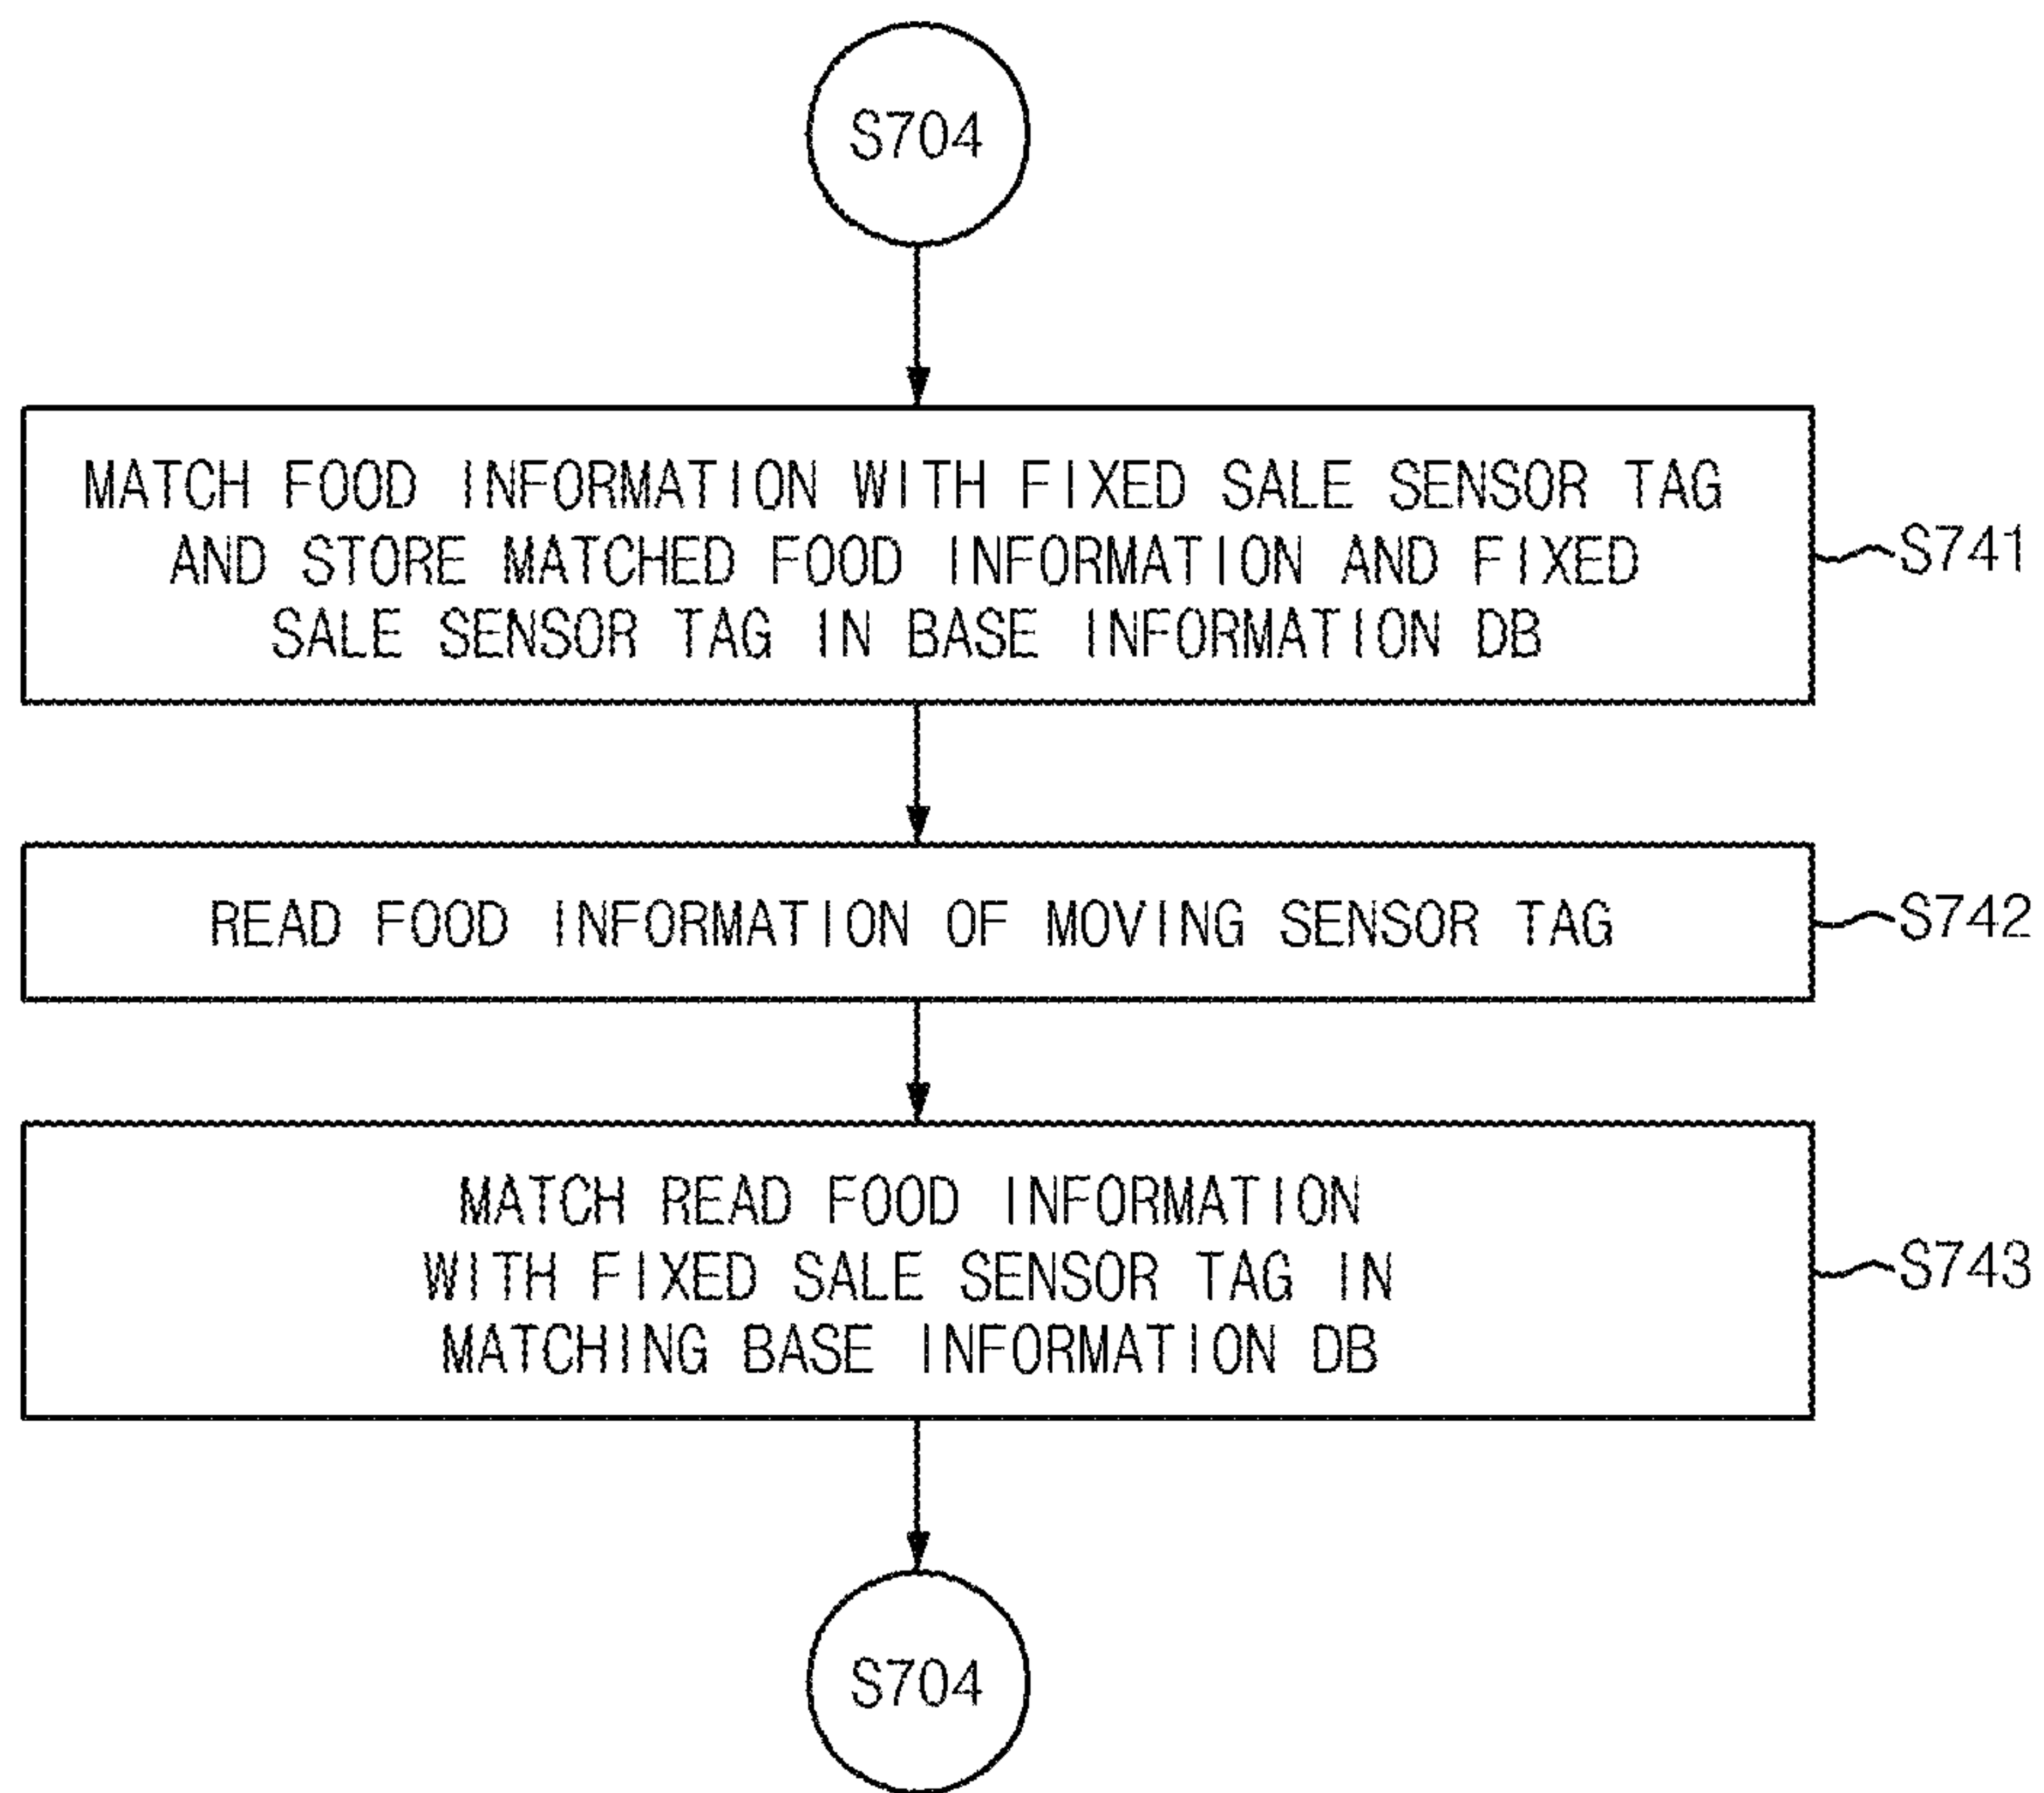 S704
MATCH FOOD INFORMATION WITH FIXED SALE SENSOR TAG
AND STORE MATCHED FOOD INFORMATION AND FIXED
SALE SENSOR TAG IN BASE INFORMATION DB
S741
READ FOOD INFORMATION OF MOVING SENSOR TAG
S742
MATCH READ FOOD INFORMATION
WITH FIXED SALE SENSOR TAG IN
MATCHING BASE INFORMATION DB
S743
S704